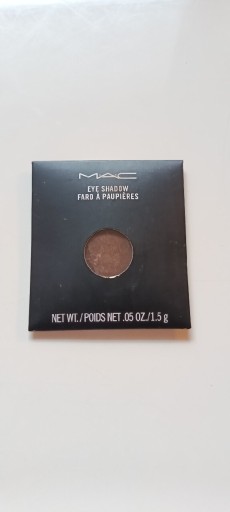 MAC
EYE SHADOW
FARD À PAUPIÈRES
NET WT./POIDS NET .05 OZ./1.5 g